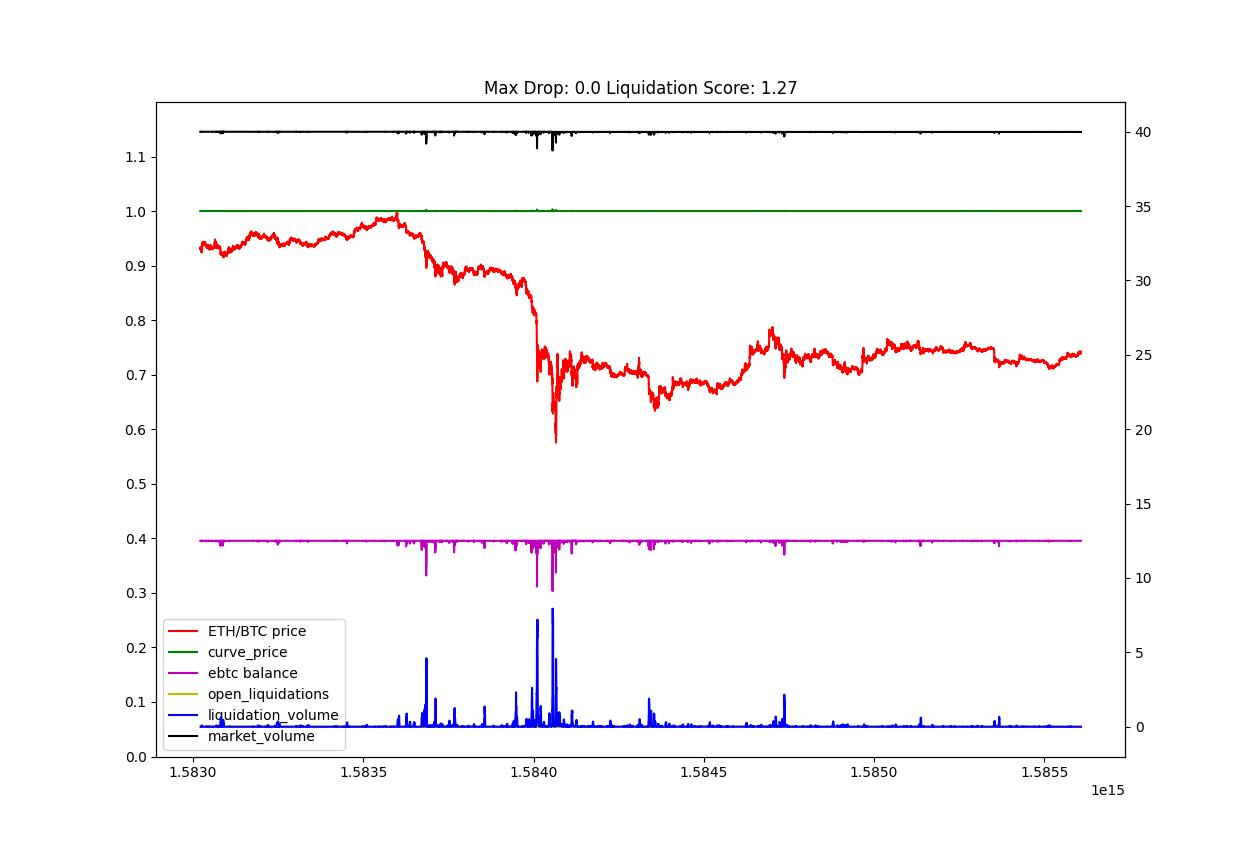 Max Drop: 0.0 Liquidation Score: 1.27
1.1
1.0
0.9
0.8
0.7
0.6
0.5
0.4
0.3
0.2
0.1
0.0
40
35
30
25
20
15
10
5
0
ETH/BTC price
curve_price
ebtc balance
open_liquidations
liquidation_volume
market_volume
1.5830 1.5835 1.5840 1.5845 1.5850 1.5855
1e15